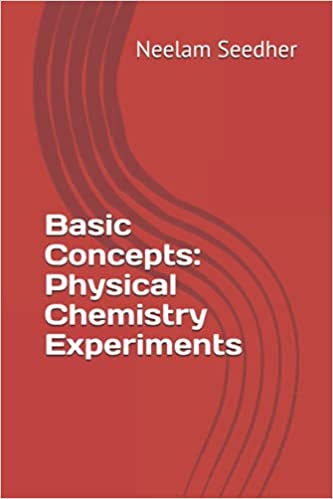 Neelam Seedher
Basic
Concepts:
Physical
Chemistry
Experiments